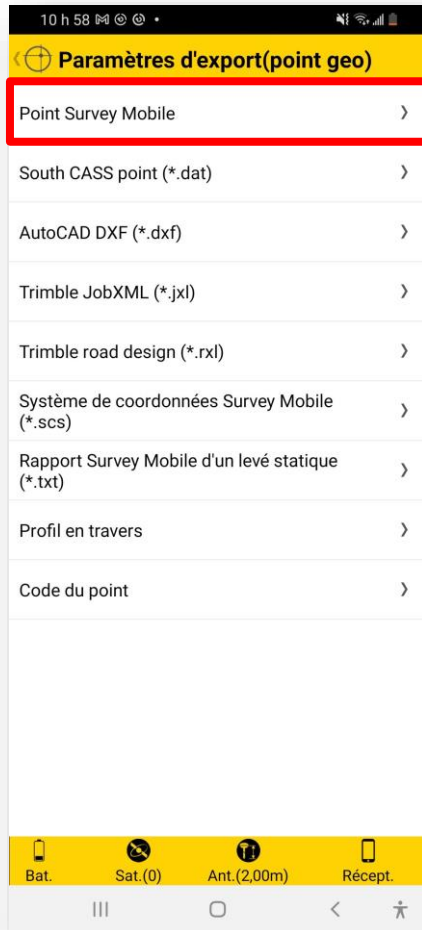 10 h 58
Paramètres d'export(point geo)
Point Survey Mobile
South CASS point (*.dat)
AutoCAD DXF (*.dxf)
Trimble JobXML (*.jxl)
Trimble road design (*.rxl)
Système de coordonnées Survey Mobile
(*.scs)
Rapport Survey Mobile d'un levé statique
(*.txt)
Profil en travers
Code du point
Bat. Sat.(0) Ant.(2,00m) Récept.